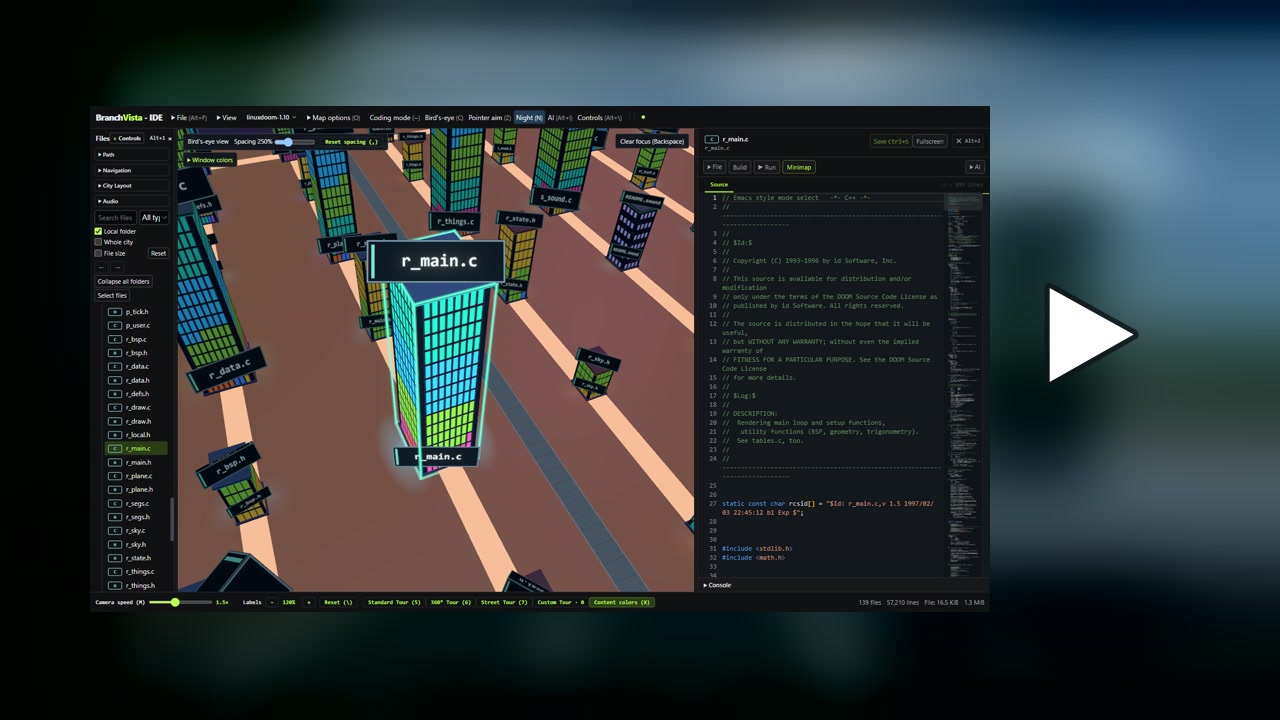 BranchVista - IDE
File (Alt+F)
View
linuxdoom-1.10
Map options (O)
Coding mode (~)
Bird's-eye (C)
Pointer aim (Z)
Night (N)
AI (Alt+I)
Controls (Alt+\)
Files
Controls
Alt+1
Path
Navigation
City Layout
Audio
Search files
All ty
Local folder
Whole city
File size
Reset
Collapse all folders
Select files
p_tick.h
p_user.c
r_bsp.c
r_bsp.h
r_data.c
r_data.h
r_defs.h
r_draw.c
r_draw.h
r_local.h
r_main.c
r_main.h
r_plane.c
r_plane.h
r_segs.c
r_segs.h
r_sky.c
r_sky.h
r_state.h
r_things.c
r_things.h
Bird's-eye view
Spacing 250%
Reset spacing (,)
Clear focus (Backspace)
Window colors
r_things.c
r_state.h
s_sound.c
README.sound
r_main.c
r_sky.h
r_data.c
r_main.c
r_bsp.h
r_main.c
r_main.c
Save Ctrl+S
Fullscreen
Alt+2
File
Build
Run
Minimap
AI
Source
1 // Emacs style mode select   -*- C++ -*-
2 //
-----------------------------------------------------
-----------------
3 //
4 // $Id:$
5 //
6 // Copyright (C) 1993-1996 by id Software, Inc.
7 //
8 // This source is available for distribution and/or
modification
9 // only under the terms of the DOOM Source Code License as
10 // published by id Software. All rights reserved.
11 //
12 // The source is distributed in the hope that it will be
useful,
13 // but WITHOUT ANY WARRANTY; without even the implied
warranty of
14 // FITNESS FOR A PARTICULAR PURPOSE. See the DOOM Source
Code License
15 // for more details.
16 //
17 // $Log:$
18 //
19 // DESCRIPTION:
20 //  Rendering main loop and setup functions,
21 //   utility functions (BSP, geometry, trigonometry).
22 //  See tables.c, too.
23 //
24 //
-----------------------------------------------------
-----------------
25
26
27 static const char rcsid[] = "$Id: r_main.c,v 1.5 1997/02/
03 22:45:12 b1 Exp $";
28
29
30
31 #include <stdlib.h>
32 #include <math.h>
33
34
Console
Camera speed (M)
1.5x
Labels
-
120%
+
Reset (\)
Standard Tour (5)
360° Tour (6)
Street Tour (7)
Custom Tour - 0
Content colors (X)
139 files
57,210 lines
File: 16.5 KiB
1.3 MiB